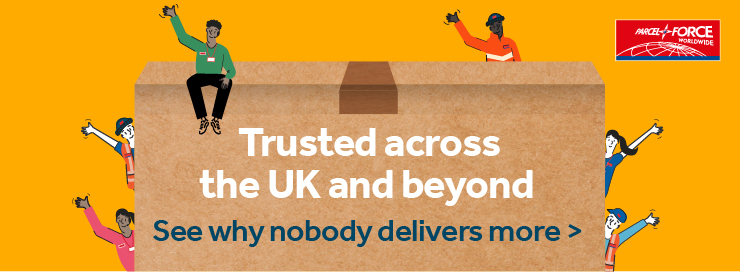 PARCEL FORCE
WORLDWIDE
Trusted across
the UK and beyond
See why nobody delivers more >